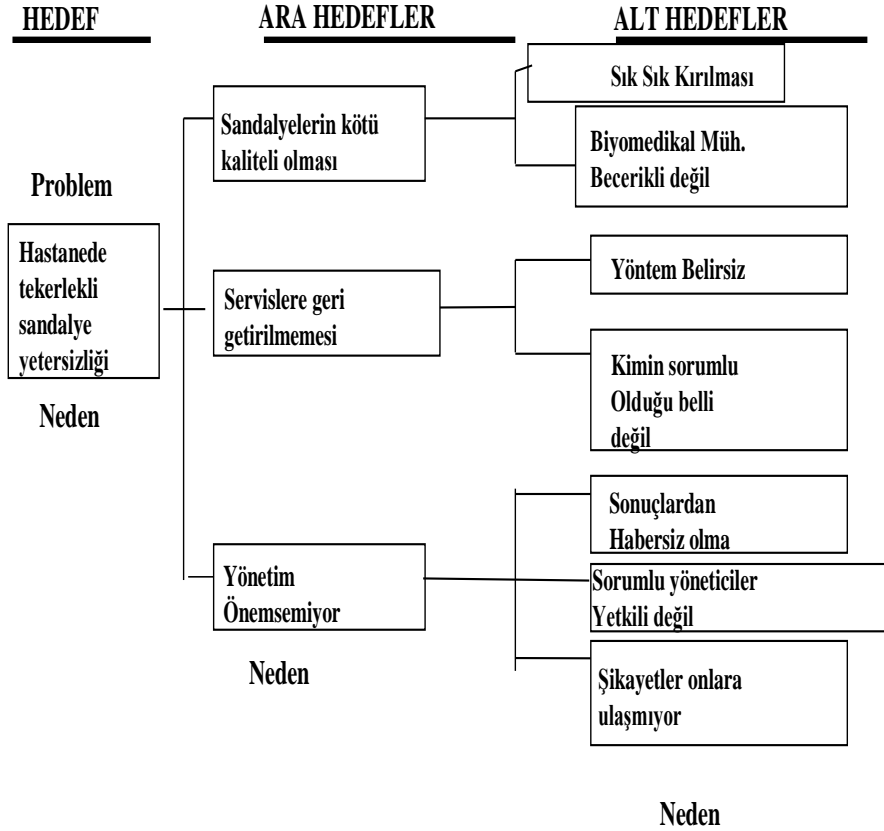 HEDEF
ARA HEDEFLER
ALT HEDEFLER
Problem
Hastanede
tekerlekli
sandalye
yetersizliği
Neden
Sandalyelerin kötü
kaliteli olması
Servislere geri
getirilmemesi
Yönetim
Önemsemiyor
Neden
Sık Sık Kırılması
Biyomedikal Müh.
Becerikli değil
Yöntem Belirsiz
Kimin sorumlu
Olduğu belli
değil
Sonuçlardan
Habersiz olma
Sorumlu yöneticiler
Yetkili değil
Şikayetler onlara
ulaşmıyor
Neden